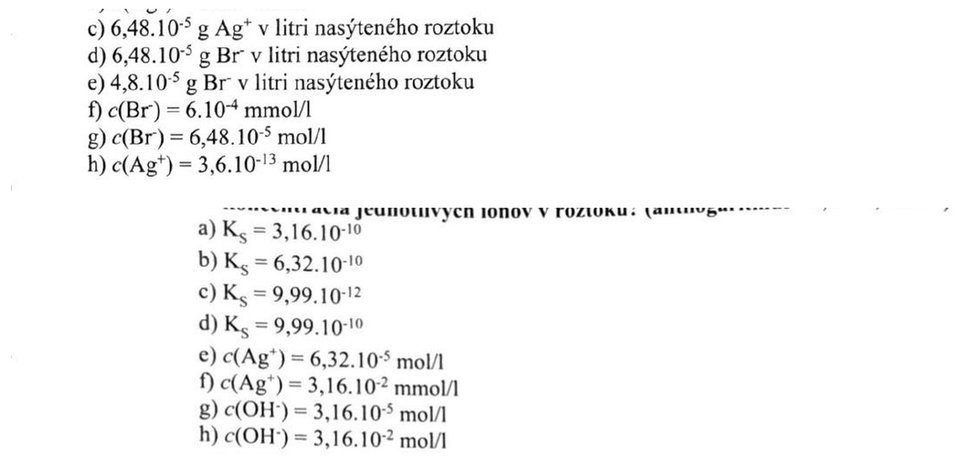 c) 6,48.10⁻⁵ g Ag⁺ v litri nasýteného roztoku
d) 6,48.10⁻⁵ g Br⁻ v litri nasýteného roztoku
e) 4,8.10⁻⁵ g Br⁻ v litri nasýteného roztoku
f) c(Br⁻) = 6.10⁻⁴ mmol/l
g) c(Br⁻) = 6,48.10⁻⁵ mol/l
h) c(Ag⁺) = 3,6.10⁻¹³ mol/l
jednotlivých iónov v roztoku?
a) Kₛ = 3,16.10⁻¹⁰
b) Kₛ = 6,32.10⁻¹⁰
c) Kₛ = 9,99.10⁻¹²
d) Kₛ = 9,99.10⁻¹⁰
e) c(Ag⁺) = 6,32.10⁻⁵ mol/l
f) c(Ag⁺) = 3,16.10⁻² mmol/l
g) c(OH⁻) = 3,16.10⁻⁵ mol/l
h) c(OH⁻) = 3,16.10⁻² mol/l